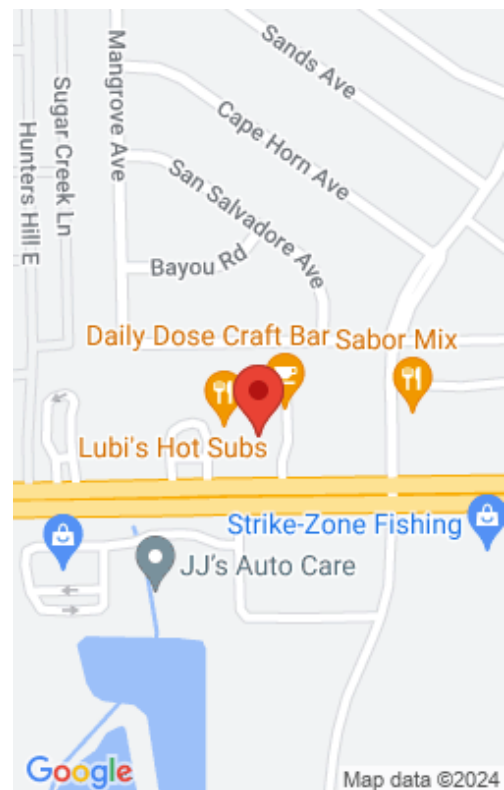 Sands Ave
Mangrove Ave
Sugar Creek Ln
Hunters Hill E
Cape Horn Ave
San Salvadore Ave
Bayou Rd
Daily Dose Craft Bar
Sabor Mix
Lubi's Hot Subs
Strike-Zone Fishing
JJ's Auto Care
Google
Map data ©2024